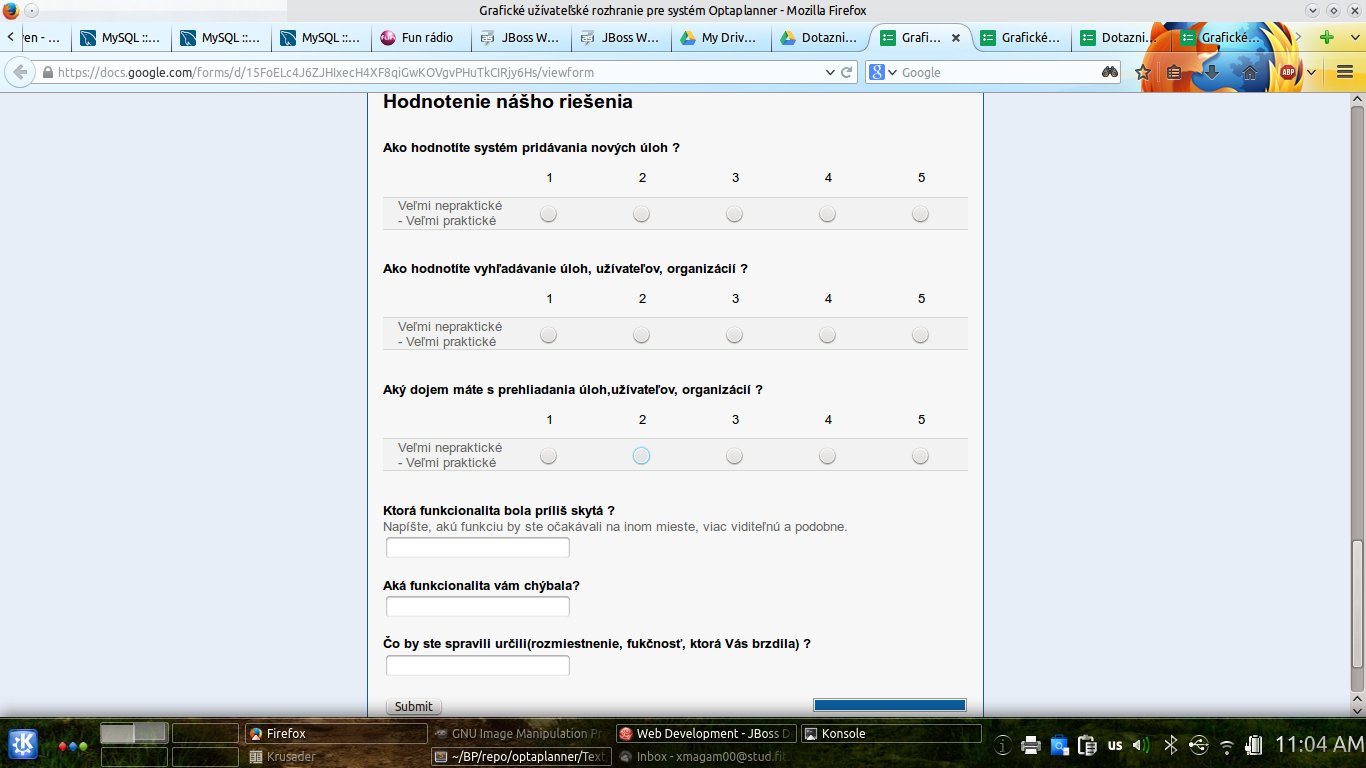 Grafické užívateľské rozhranie pre systém Optaplanner - Mozilla Firefox
ven - ...
MySQL ::...
MySQL ::...
MySQL ::...
Fun rádio
JBoss W...
JBoss W...
My Driv...
Dotazni...
Grafi...
Grafické...
Dotazni...
Grafické...
https://docs.google.com/forms/d/15FoELc4J6ZJHIxecH4XF8qiGwKOVgvPHu1rCIRjy6Hs/viewform
Google
ABP
Hodnotenie nášho riešenia
Ako hodnotíte systém pridávania nových úloh ?
1 2 3 4 5
Veľmi nepraktické
- Veľmi praktické
Ako hodnotíte vyhľadávanie úloh, užívateľov, organizácií ?
1 2 3 4 5
Veľmi nepraktické
- Veľmi praktické
Aký dojem máte s prehliadania úloh,užívateľov, organizácií ?
1 2 3 4 5
Veľmi nepraktické
- Veľmi praktické
Ktorá funkcionalita bola príliš skytá ?
Napíšte, akú funkciu by ste očakávali na inom mieste, viac viditeľnú a podobne.
Aká funkcionalita vám chýbala?
Čo by ste spravili určili(rozmiestnenie, fukčnosť, ktorá Vás brzdila) ?
Submit
Firefox
GNU Image Manipulation Pr
Web Development - JBoss D
Konsole
Krusader
~/BP/repo/optaplanner/Text
Inbox - xmagam00@stud.fit
us
11:04 AM